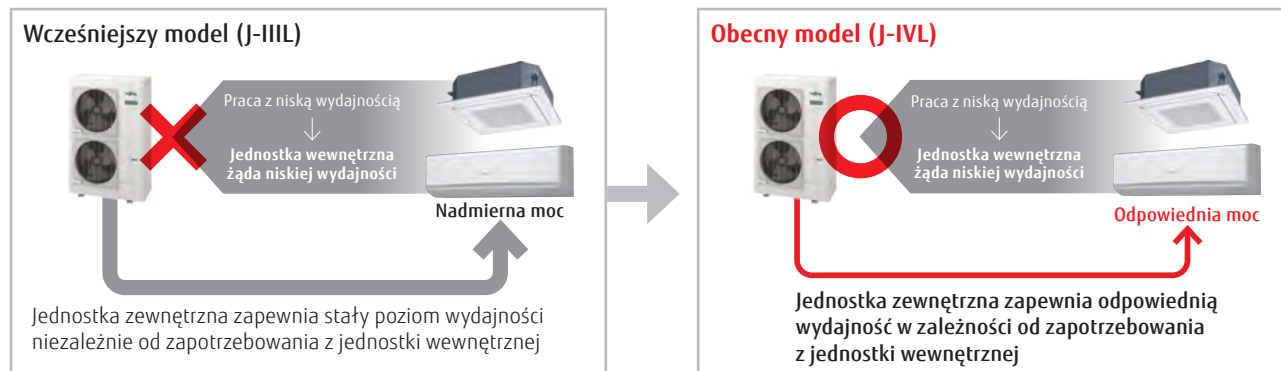 Wcześniejszy model (J-IIIL)
Praca z niską wydajnością
Jednostka wewnętrzna
żąda niskiej wydajności
Nadmierna moc
Jednostka zewnętrzna zapewnia stały poziom wydajności
niezależnie od zapotrzebowania z jednostki wewnętrznej
Obecny model (J-IVL)
Praca z niską wydajnością
Jednostka wewnętrzna
żąda niskiej wydajności
Odpowiednia moc
Jednostka zewnętrzna zapewnia odpowiednią
wydajność w zależności od zapotrzebowania
z jednostki wewnętrznej